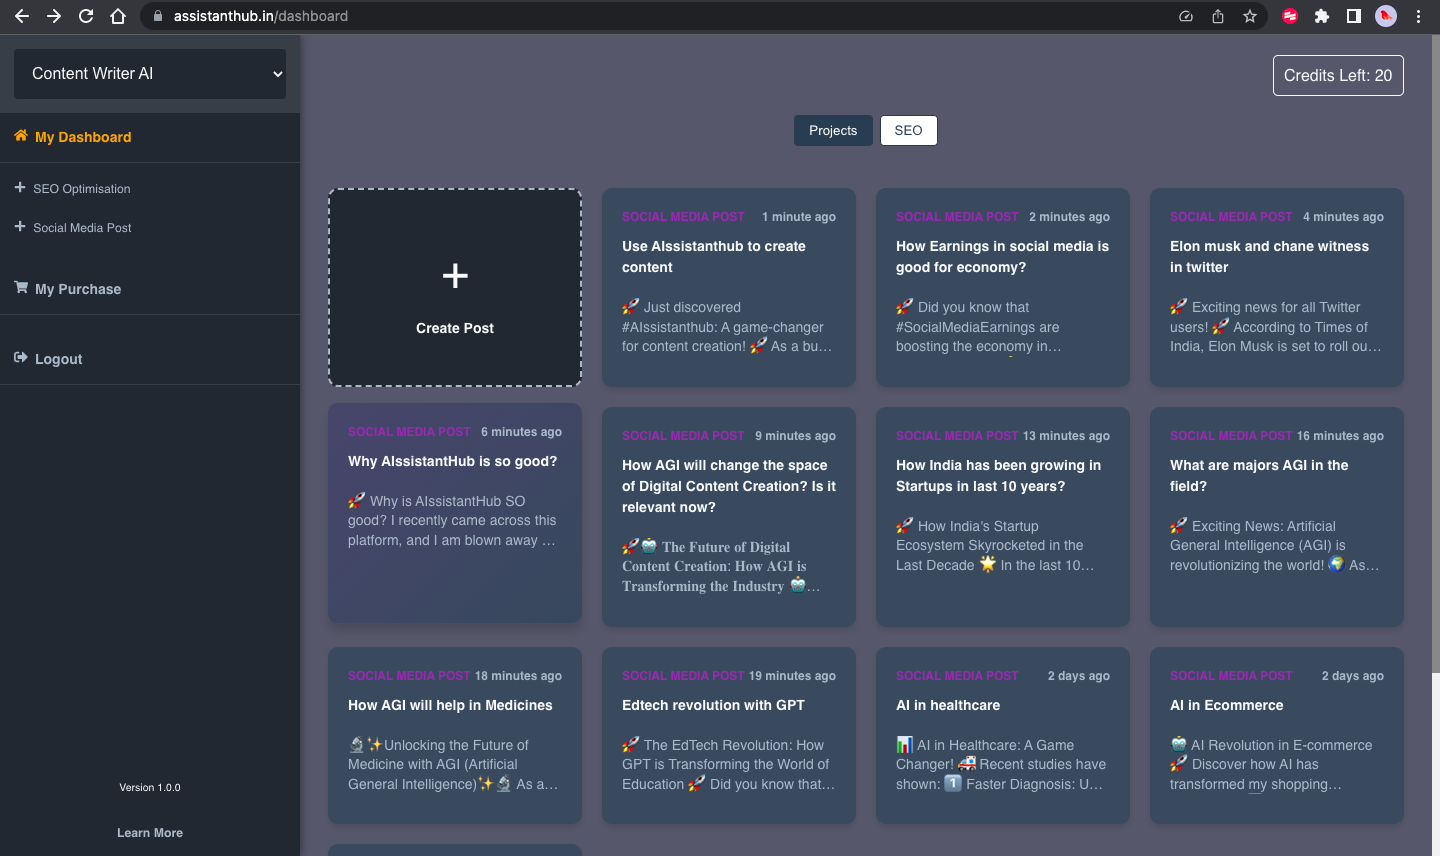 assistanthub.in/dashboard
Content Writer AI
Credits Left: 20
My Dashboard
SEO Optimisation
Social Media Post
My Purchase
Logout
Version 1.0.0
Learn More
Projects
SEO
+
Create Post
SOCIAL MEDIA POST 1 minute ago
Use AIssistanthub to create
content
🚀 Just discovered
#AIssistanthub: A game-changer
for content creation! 🚀 As a bu…
SOCIAL MEDIA POST 2 minutes ago
How Earnings in social media is
good for economy?
🚀 Did you know that
#SocialMediaEarnings are
boosting the economy in…
SOCIAL MEDIA POST 4 minutes ago
Elon musk and chane witness
in twitter
🚀 Exciting news for all Twitter
users! 🚀 According to Times of
India, Elon Musk is set to roll ou…
SOCIAL MEDIA POST 6 minutes ago
Why AIssistantHub is so good?
🚀 Why is AIssistantHub SO
good? I recently came across this
platform, and I am blown away …
SOCIAL MEDIA POST 9 minutes ago
How AGI will change the space
of Digital Content Creation? Is it
relevant now?
🚀🤖 The Future of Digital
Content Creation: How AGI is
Transforming the Industry 🤖…
SOCIAL MEDIA POST 13 minutes ago
How India has been growing in
Startups in last 10 years?
🚀 How India's Startup
Ecosystem Skyrocketed in the
Last Decade 🌟 In the last 10…
SOCIAL MEDIA POST 16 minutes ago
What are majors AGI in the
field?
🚀 Exciting News: Artificial
General Intelligence (AGI) is
revolutionizing the world! 🌍 As…
SOCIAL MEDIA POST 18 minutes ago
How AGI will help in Medicines
🔬✨Unlocking the Future of
Medicine with AGI (Artificial
General Intelligence)✨🔬 As a…
SOCIAL MEDIA POST 19 minutes ago
Edtech revolution with GPT
🚀 The EdTech Revolution: How
GPT is Transforming the World of
Education 🚀 Did you know that…
SOCIAL MEDIA POST 2 days ago
AI in healthcare
📊 AI in Healthcare: A Game
Changer! 🚑 Recent studies have
shown: 1️⃣ Faster Diagnosis: U…
SOCIAL MEDIA POST 2 days ago
AI in Ecommerce
🤖 AI Revolution in E-commerce
🚀 Discover how AI has
transformed my shopping…